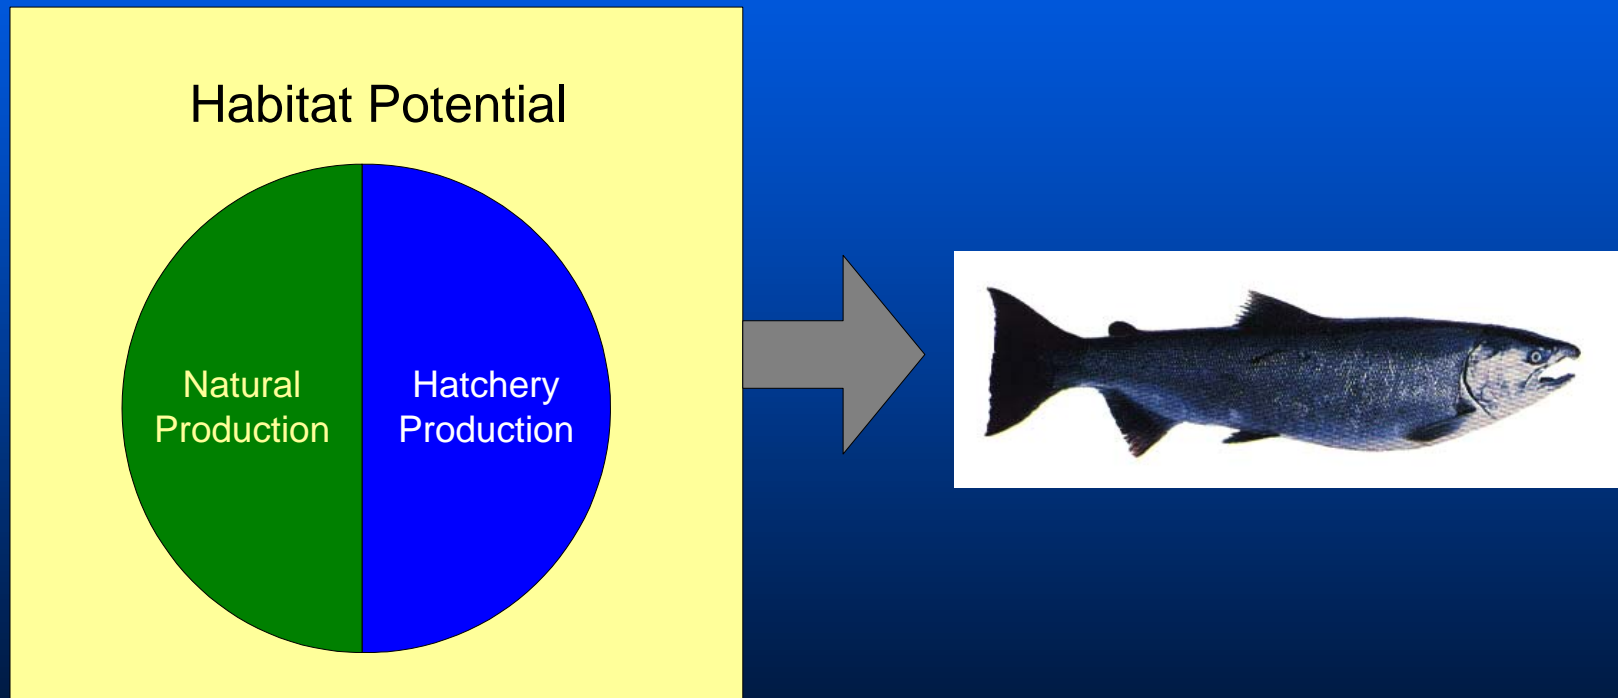 Habitat Potential
Natural
Production
Hatchery
Production